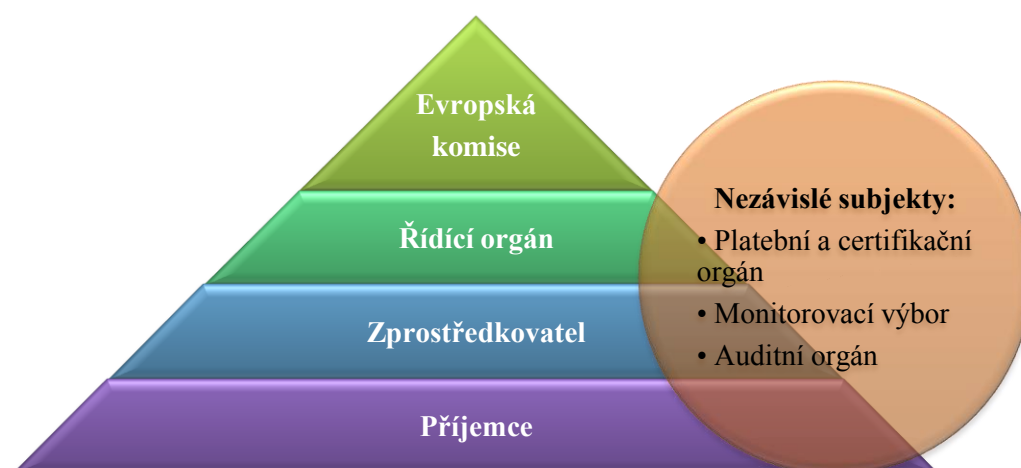 Evropská
komise
Řídící orgán
Zprostředkovatel
Příjemce
Nezávislé subjekty:
• Platební a certifikační
orgán
• Monitorovací výbor
• Auditní orgán